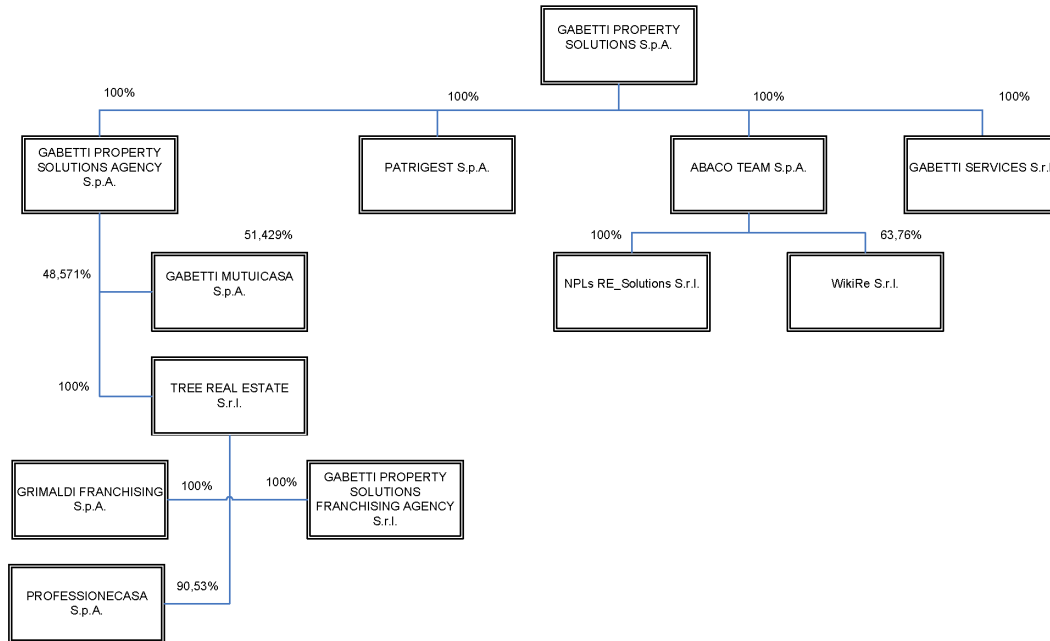 GABETTI PROPERTY
SOLUTIONS S.p.A.
100%
100%
100%
100%
GABETTI PROPERTY
SOLUTIONS AGENCY
S.p.A.
PATRIGEST S.p.A.
ABACO TEAM S.p.A.
GABETTI SERVICES S.r.l
51,429%
100%
63,76%
48,571%
GABETTI MUTUICASA
S.p.A.
NPLs RE_Solutions S.r.l.
WikiRe S.r.l.
100%
TREE REAL ESTATE
S.r.l.
GRIMALDI FRANCHISING
S.p.A.
100%
100%
GABETTI PROPERTY
SOLUTIONS
FRANCHISING AGENCY
S.r.l.
90,53%
PROFESSIONECASA
S.p.A.